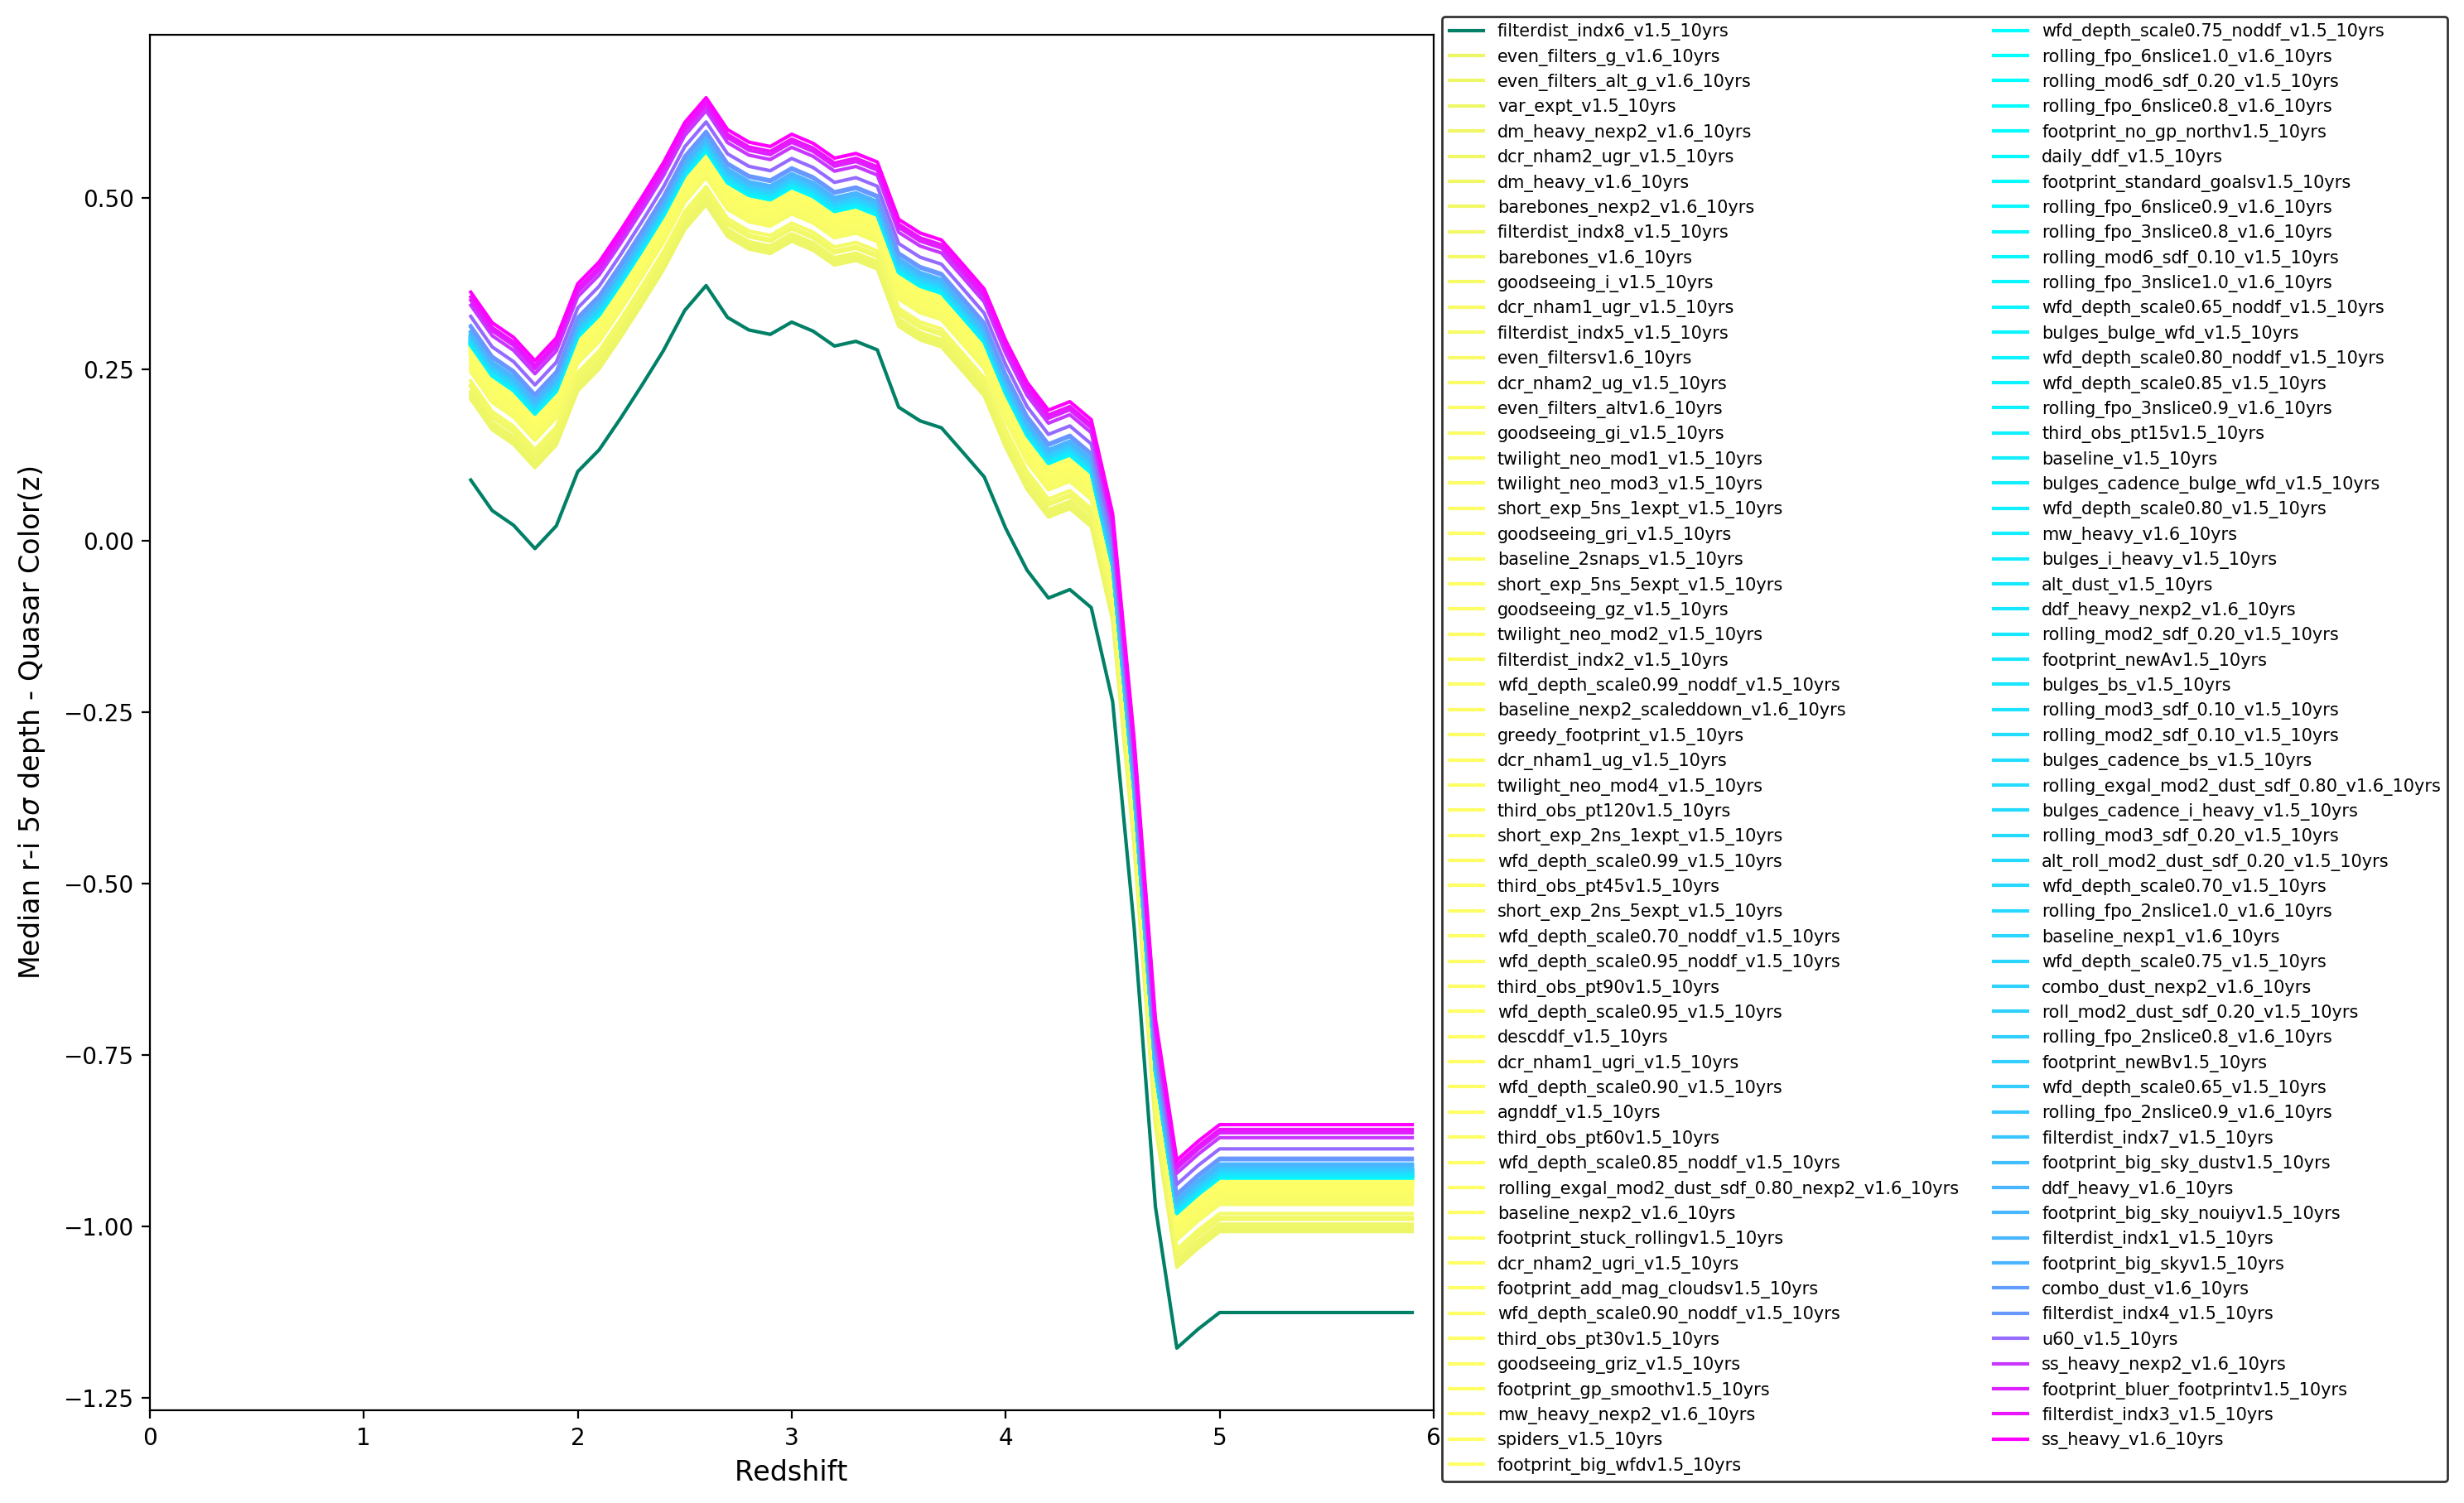 Median r-i 5σ depth - Quasar Color(z)
0.50
0.25
0.00
−0.25
−0.50
−0.75
−1.00
−1.25
0 1 2 3 4 5 6
Redshift
filterdist_indx6_v1.5_10yrs
even_filters_g_v1.6_10yrs
even_filters_alt_g_v1.6_10yrs
var_expt_v1.5_10yrs
dm_heavy_nexp2_v1.6_10yrs
dcr_nham2_ugr_v1.5_10yrs
dm_heavy_v1.6_10yrs
barebones_nexp2_v1.6_10yrs
filterdist_indx8_v1.5_10yrs
barebones_v1.6_10yrs
goodseeing_i_v1.5_10yrs
dcr_nham1_ugr_v1.5_10yrs
filterdist_indx5_v1.5_10yrs
even_filtersv1.6_10yrs
dcr_nham2_ug_v1.5_10yrs
even_filters_altv1.6_10yrs
goodseeing_gi_v1.5_10yrs
twilight_neo_mod1_v1.5_10yrs
twilight_neo_mod3_v1.5_10yrs
short_exp_5ns_1expt_v1.5_10yrs
goodseeing_gri_v1.5_10yrs
baseline_2snaps_v1.5_10yrs
short_exp_5ns_5expt_v1.5_10yrs
goodseeing_gz_v1.5_10yrs
twilight_neo_mod2_v1.5_10yrs
filterdist_indx2_v1.5_10yrs
wfd_depth_scale0.99_noddf_v1.5_10yrs
baseline_nexp2_scaleddown_v1.6_10yrs
greedy_footprint_v1.5_10yrs
dcr_nham1_ug_v1.5_10yrs
twilight_neo_mod4_v1.5_10yrs
third_obs_pt120v1.5_10yrs
short_exp_2ns_1expt_v1.5_10yrs
wfd_depth_scale0.99_v1.5_10yrs
third_obs_pt45v1.5_10yrs
short_exp_2ns_5expt_v1.5_10yrs
wfd_depth_scale0.70_noddf_v1.5_10yrs
wfd_depth_scale0.95_noddf_v1.5_10yrs
third_obs_pt90v1.5_10yrs
wfd_depth_scale0.95_v1.5_10yrs
descddf_v1.5_10yrs
dcr_nham1_ugri_v1.5_10yrs
wfd_depth_scale0.90_v1.5_10yrs
agnddf_v1.5_10yrs
third_obs_pt60v1.5_10yrs
wfd_depth_scale0.85_noddf_v1.5_10yrs
rolling_exgal_mod2_dust_sdf_0.80_nexp2_v1.6_10yrs
baseline_nexp2_v1.6_10yrs
footprint_stuck_rollingv1.5_10yrs
dcr_nham2_ugri_v1.5_10yrs
footprint_add_mag_cloudsv1.5_10yrs
wfd_depth_scale0.90_noddf_v1.5_10yrs
third_obs_pt30v1.5_10yrs
goodseeing_griz_v1.5_10yrs
footprint_gp_smoothv1.5_10yrs
mw_heavy_nexp2_v1.6_10yrs
spiders_v1.5_10yrs
footprint_big_wfdv1.5_10yrs
wfd_depth_scale0.75_noddf_v1.5_10yrs
rolling_fpo_6nslice1.0_v1.6_10yrs
rolling_mod6_sdf_0.20_v1.5_10yrs
rolling_fpo_6nslice0.8_v1.6_10yrs
footprint_no_gp_northv1.5_10yrs
daily_ddf_v1.5_10yrs
footprint_standard_goalsv1.5_10yrs
rolling_fpo_6nslice0.9_v1.6_10yrs
rolling_fpo_3nslice0.8_v1.6_10yrs
rolling_mod6_sdf_0.10_v1.5_10yrs
rolling_fpo_3nslice1.0_v1.6_10yrs
wfd_depth_scale0.65_noddf_v1.5_10yrs
bulges_bulge_wfd_v1.5_10yrs
wfd_depth_scale0.80_noddf_v1.5_10yrs
wfd_depth_scale0.85_v1.5_10yrs
rolling_fpo_3nslice0.9_v1.6_10yrs
third_obs_pt15v1.5_10yrs
baseline_v1.5_10yrs
bulges_cadence_bulge_wfd_v1.5_10yrs
wfd_depth_scale0.80_v1.5_10yrs
mw_heavy_v1.6_10yrs
bulges_i_heavy_v1.5_10yrs
alt_dust_v1.5_10yrs
ddf_heavy_nexp2_v1.6_10yrs
rolling_mod2_sdf_0.20_v1.5_10yrs
footprint_newAv1.5_10yrs
bulges_bs_v1.5_10yrs
rolling_mod3_sdf_0.10_v1.5_10yrs
rolling_mod2_sdf_0.10_v1.5_10yrs
bulges_cadence_bs_v1.5_10yrs
rolling_exgal_mod2_dust_sdf_0.80_v1.6_10yrs
bulges_cadence_i_heavy_v1.5_10yrs
rolling_mod3_sdf_0.20_v1.5_10yrs
alt_roll_mod2_dust_sdf_0.20_v1.5_10yrs
wfd_depth_scale0.70_v1.5_10yrs
rolling_fpo_2nslice1.0_v1.6_10yrs
baseline_nexp1_v1.6_10yrs
wfd_depth_scale0.75_v1.5_10yrs
combo_dust_nexp2_v1.6_10yrs
roll_mod2_dust_sdf_0.20_v1.5_10yrs
rolling_fpo_2nslice0.8_v1.6_10yrs
footprint_newBv1.5_10yrs
wfd_depth_scale0.65_v1.5_10yrs
rolling_fpo_2nslice0.9_v1.6_10yrs
filterdist_indx7_v1.5_10yrs
footprint_big_sky_dustv1.5_10yrs
ddf_heavy_v1.6_10yrs
footprint_big_sky_nouiyv1.5_10yrs
filterdist_indx1_v1.5_10yrs
footprint_big_skyv1.5_10yrs
combo_dust_v1.6_10yrs
filterdist_indx4_v1.5_10yrs
u60_v1.5_10yrs
ss_heavy_nexp2_v1.6_10yrs
footprint_bluer_footprintv1.5_10yrs
filterdist_indx3_v1.5_10yrs
ss_heavy_v1.6_10yrs